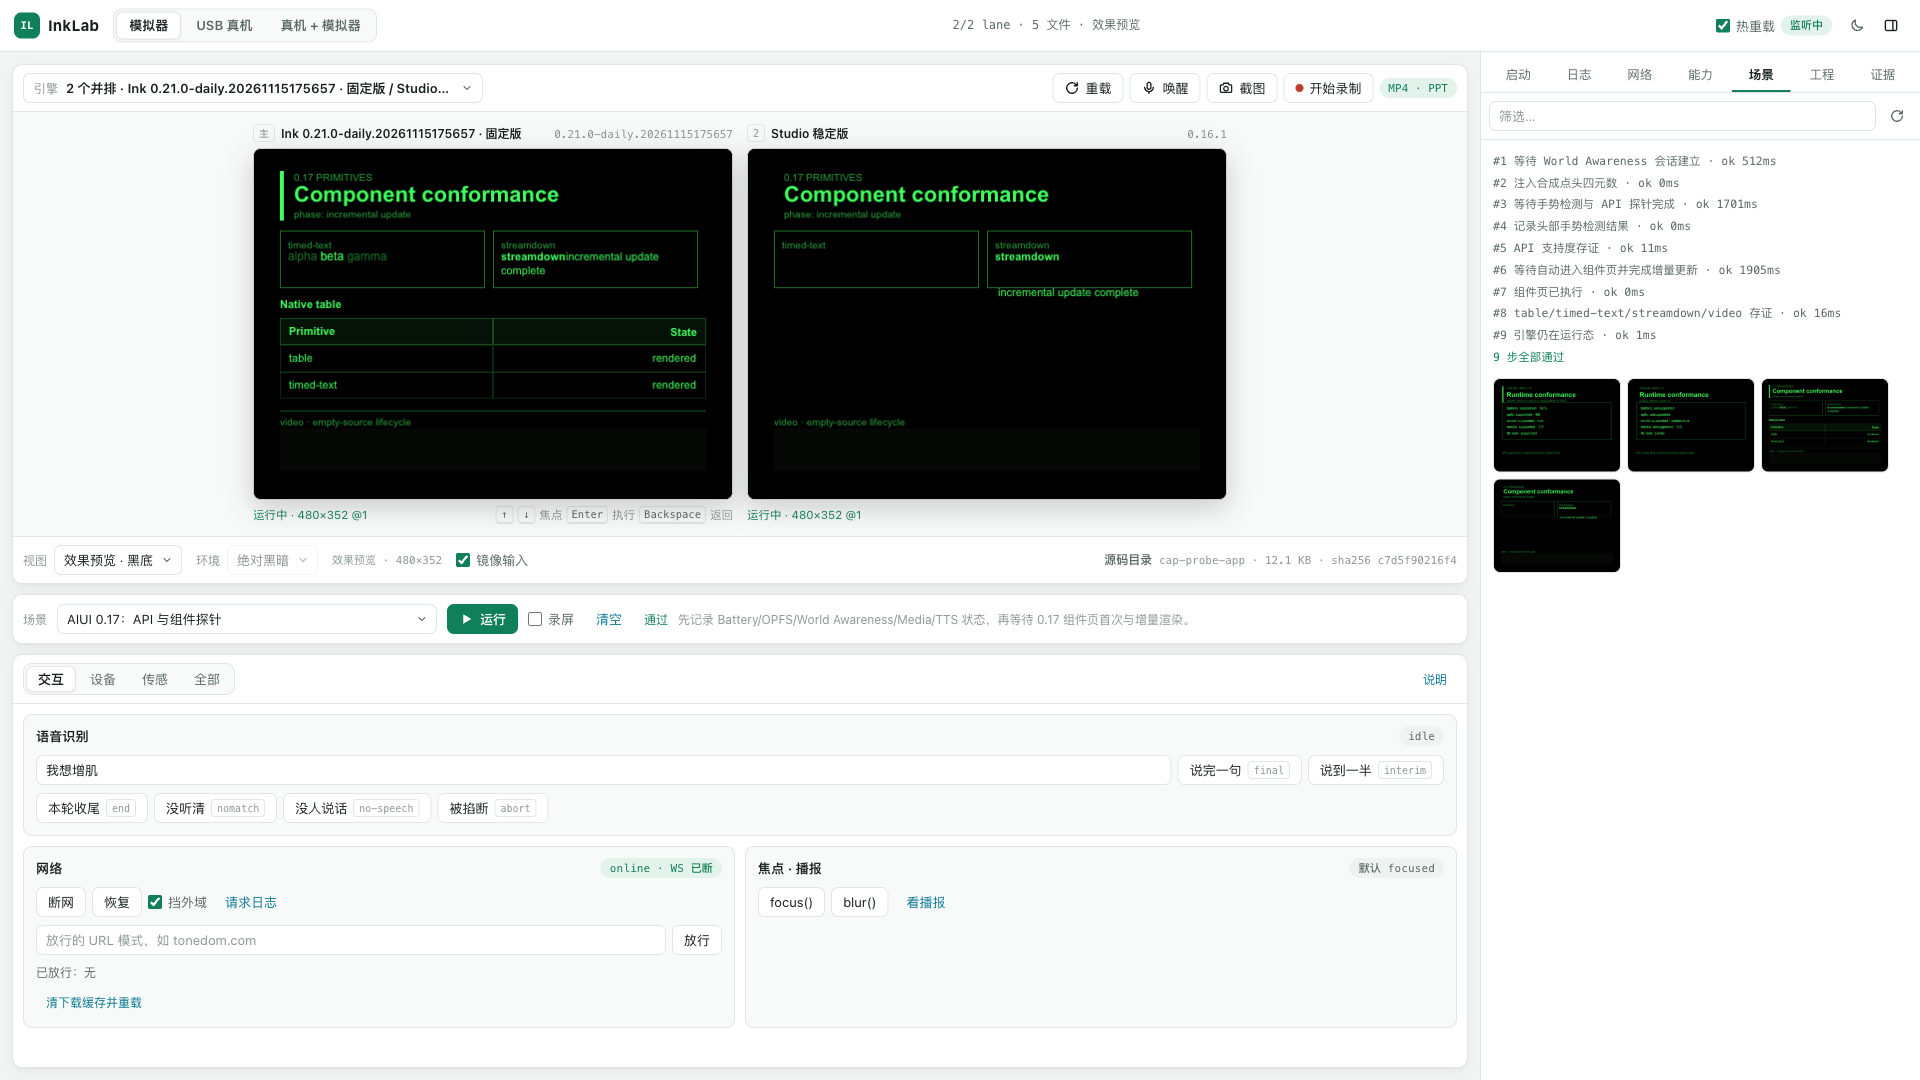 IL InkLab 模拟器 USB 真机 真机 + 模拟器
2/2 lane · 5 文件 · 效果预览
热重载 监听中
引擎 2 个并排 · Ink 0.21.0-daily.20261115175657 · 固定版 / Studio...
重载 唤醒 截图 开始录制 MP4 · PPT
主 Ink 0.21.0-daily.20261115175657 · 固定版 0.21.0-daily.20261115175657
0.17 PRIMITIVES
Component conformance
phase: incremental update
timed-text
alpha beta gamma
streamdown
streamdownincremental update
complete
Native table
Primitive State
table rendered
timed-text rendered
video · empty-source lifecycle
运行中 · 480×352 @1
↑ ↓ 焦点 Enter 执行 Backspace 返回
2 Studio 稳定版 0.16.1
0.17 PRIMITIVES
Component conformance
phase: incremental update
timed-text
streamdown
streamdown
incremental update complete
video · empty-source lifecycle
运行中 · 480×352 @1
视图 效果预览 · 黑底 环境 绝对黑暗 效果预览 · 480×352 镜像输入
源码目录 cap-probe-app · 12.1 KB · sha256 c7d5f90216f4
场景 AIUI 0.17：API 与组件探针 运行 录屏 清空 通过 先记录 Battery/OPFS/World Awareness/Media/TTS 状态，再等待 0.17 组件页首次与增量渲染。
交互 设备 传感 全部 说明
语音识别 idle
我想增肌 说完一句 final 说到一半 interim
本轮收尾 end 没听清 nomatch 没人说话 no-speech 被掐断 abort
网络 online · WS 已断
断网 恢复 挡外域 请求日志
放行的 URL 模式，如 tonedom.com 放行
已放行：无
清下载缓存并重载
焦点 · 播报 默认 focused
focus() blur() 看播报
启动 日志 网络 能力 场景 工程 证据
筛选...
#1 等待 World Awareness 会话建立 · ok 512ms
#2 注入合成点头四元数 · ok 0ms
#3 等待手势检测与 API 探针完成 · ok 1701ms
#4 记录头部手势检测结果 · ok 0ms
#5 API 支持度存证 · ok 11ms
#6 等待自动进入组件页并完成增量更新 · ok 1905ms
#7 组件页已执行 · ok 0ms
#8 table/timed-text/streamdown/video 存证 · ok 16ms
#9 引擎仍在运行态 · ok 1ms
9 步全部通过
Runtime conformance
Runtime conformance
Component conformance
Component conformance